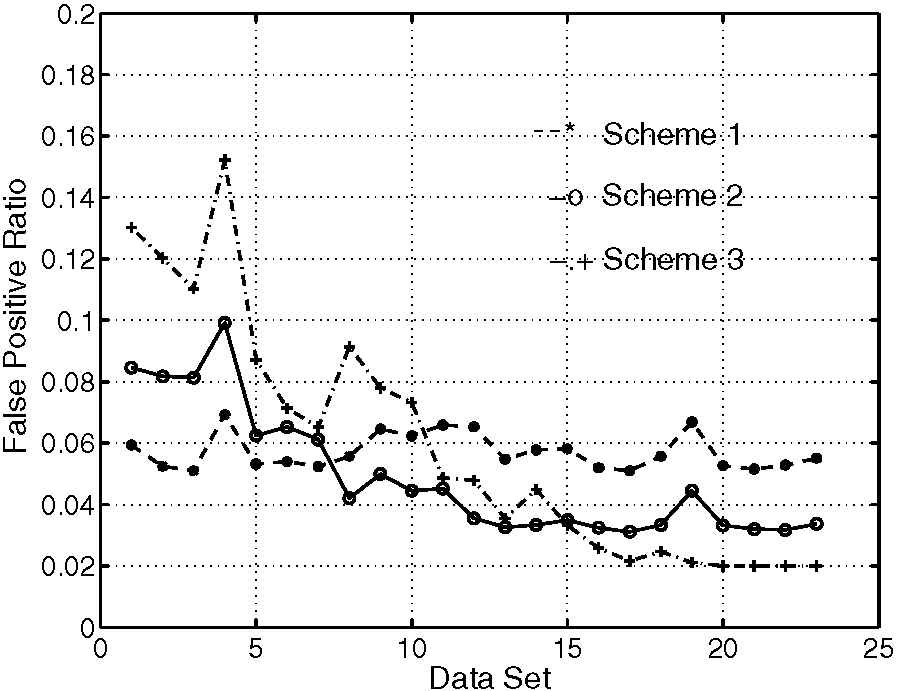 0.2
0.18
0.16
0.14
0.12
0.1
0.08
0.06
0.04
0.02
0
False Positive Ratio
--* Scheme 1
–o Scheme 2
–.+ Scheme 3
0 5 10 15 20 25
Data Set